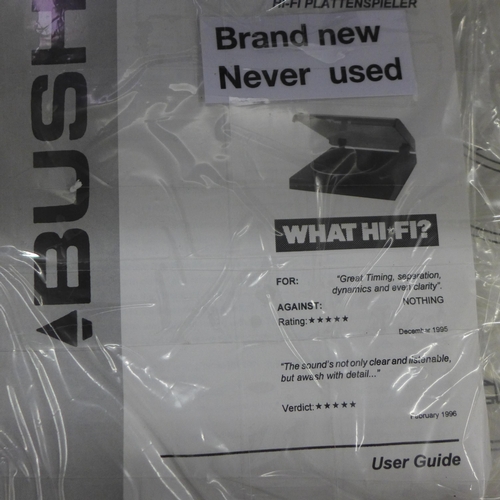 HI-FI PLATTENSPIELER
Brand new
Never used
BUSH
WHAT HI-FI?
FOR: "Great Timing, separation,
dynamics and even clarity".
AGAINST: NOTHING
Rating: ★★★★★
December 1995
"The sound's not only clear and listenable,
but awash with detail..."
Verdict: ★★★★★
February 1996
User Guide